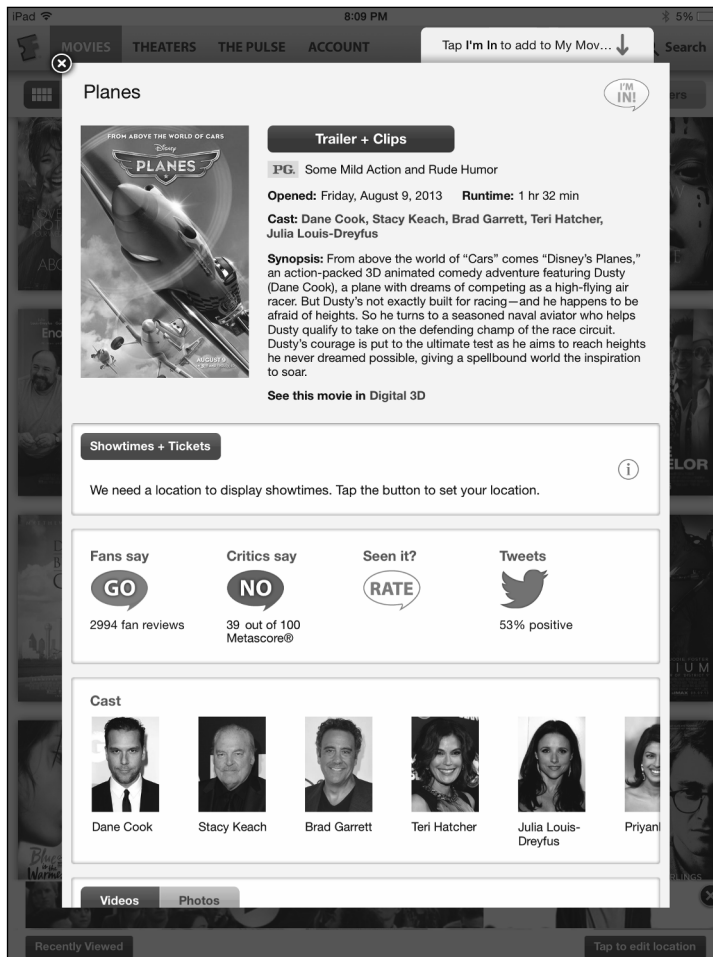 iPad
8:09 PM
5%
MOVIES
THEATERS
THE PULSE
ACCOUNT
Tap I'm In to add to My Mov...
Search
Planes
I'M
IN!
FROM ABOVE THE WORLD OF CARS
Disney
PLANES
AUGUST 9
Trailer + Clips
PG. Some Mild Action and Rude Humor
Opened: Friday, August 9, 2013 Runtime: 1 hr 32 min
Cast: Dane Cook, Stacy Keach, Brad Garrett, Teri Hatcher,
Julia Louis-Dreyfus
Synopsis: From above the world of “Cars” comes “Disney’s Planes,”
an action-packed 3D animated comedy adventure featuring Dusty
(Dane Cook), a plane with dreams of competing as a high-flying air
racer. But Dusty’s not exactly built for racing—and he happens to be
afraid of heights. So he turns to a seasoned naval aviator who helps
Dusty qualify to take on the defending champ of the race circuit.
Dusty’s courage is put to the ultimate test as he aims to reach heights
he never dreamed possible, giving a spellbound world the inspiration
to soar.
See this movie in Digital 3D
Showtimes + Tickets
We need a location to display showtimes. Tap the button to set your location.
i
Fans say
GO
2994 fan reviews
Critics say
NO
39 out of 100
Metascore®
Seen it?
RATE
Tweets
53% positive
Cast
Dane Cook
Stacy Keach
Brad Garrett
Teri Hatcher
Julia Louis-
Dreyfus
Priyan
Videos
Photos
Recently Viewed
Tap to edit location